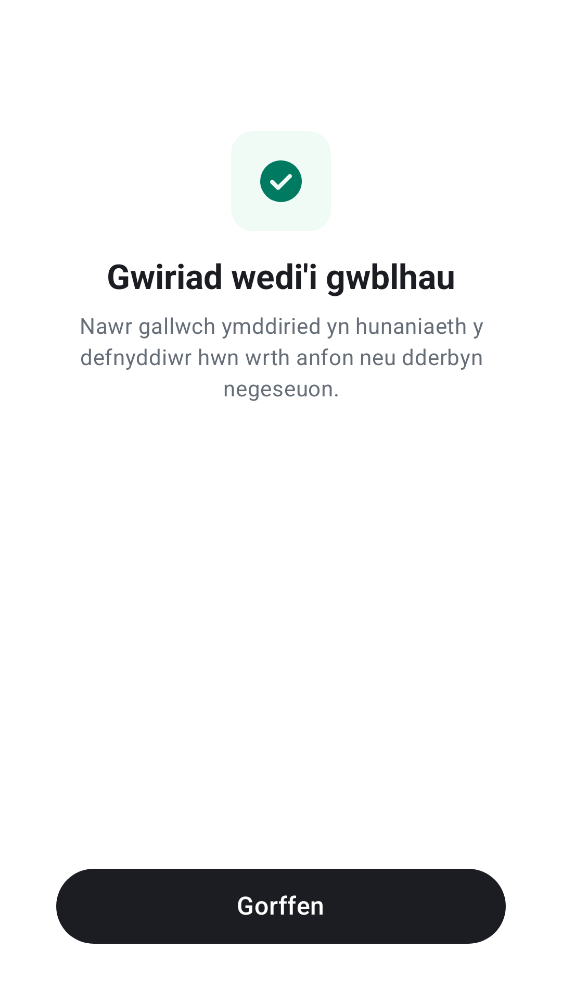 Gwiriad wedi'i gwblhau
Nawr gallwch ymddiried yn hunaniaeth y
defnyddiwr hwn wrth anfon neu dderbyn
negeseuon.
Gorffen